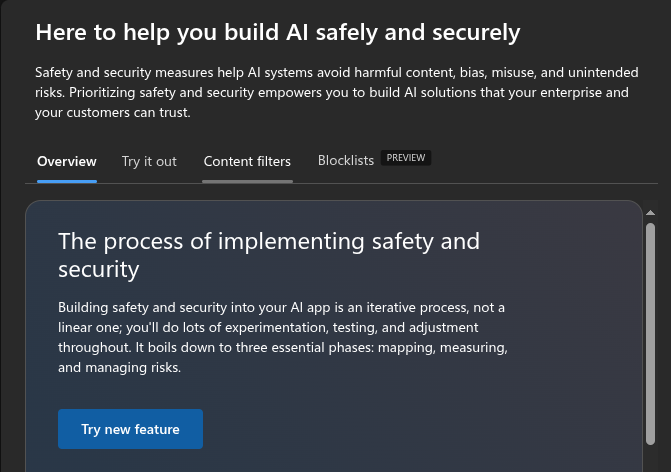 Here to help you build AI safely and securely
Safety and security measures help AI systems avoid harmful content, bias, misuse, and unintended
risks. Prioritizing safety and security empowers you to build AI solutions that your enterprise and
your customers can trust.
Overview Try it out Content filters Blocklists PREVIEW
The process of implementing safety and
security
Building safety and security into your AI app is an iterative process, not a
linear one; you'll do lots of experimentation, testing, and adjustment
throughout. It boils down to three essential phases: mapping, measuring,
and managing risks.
Try new feature